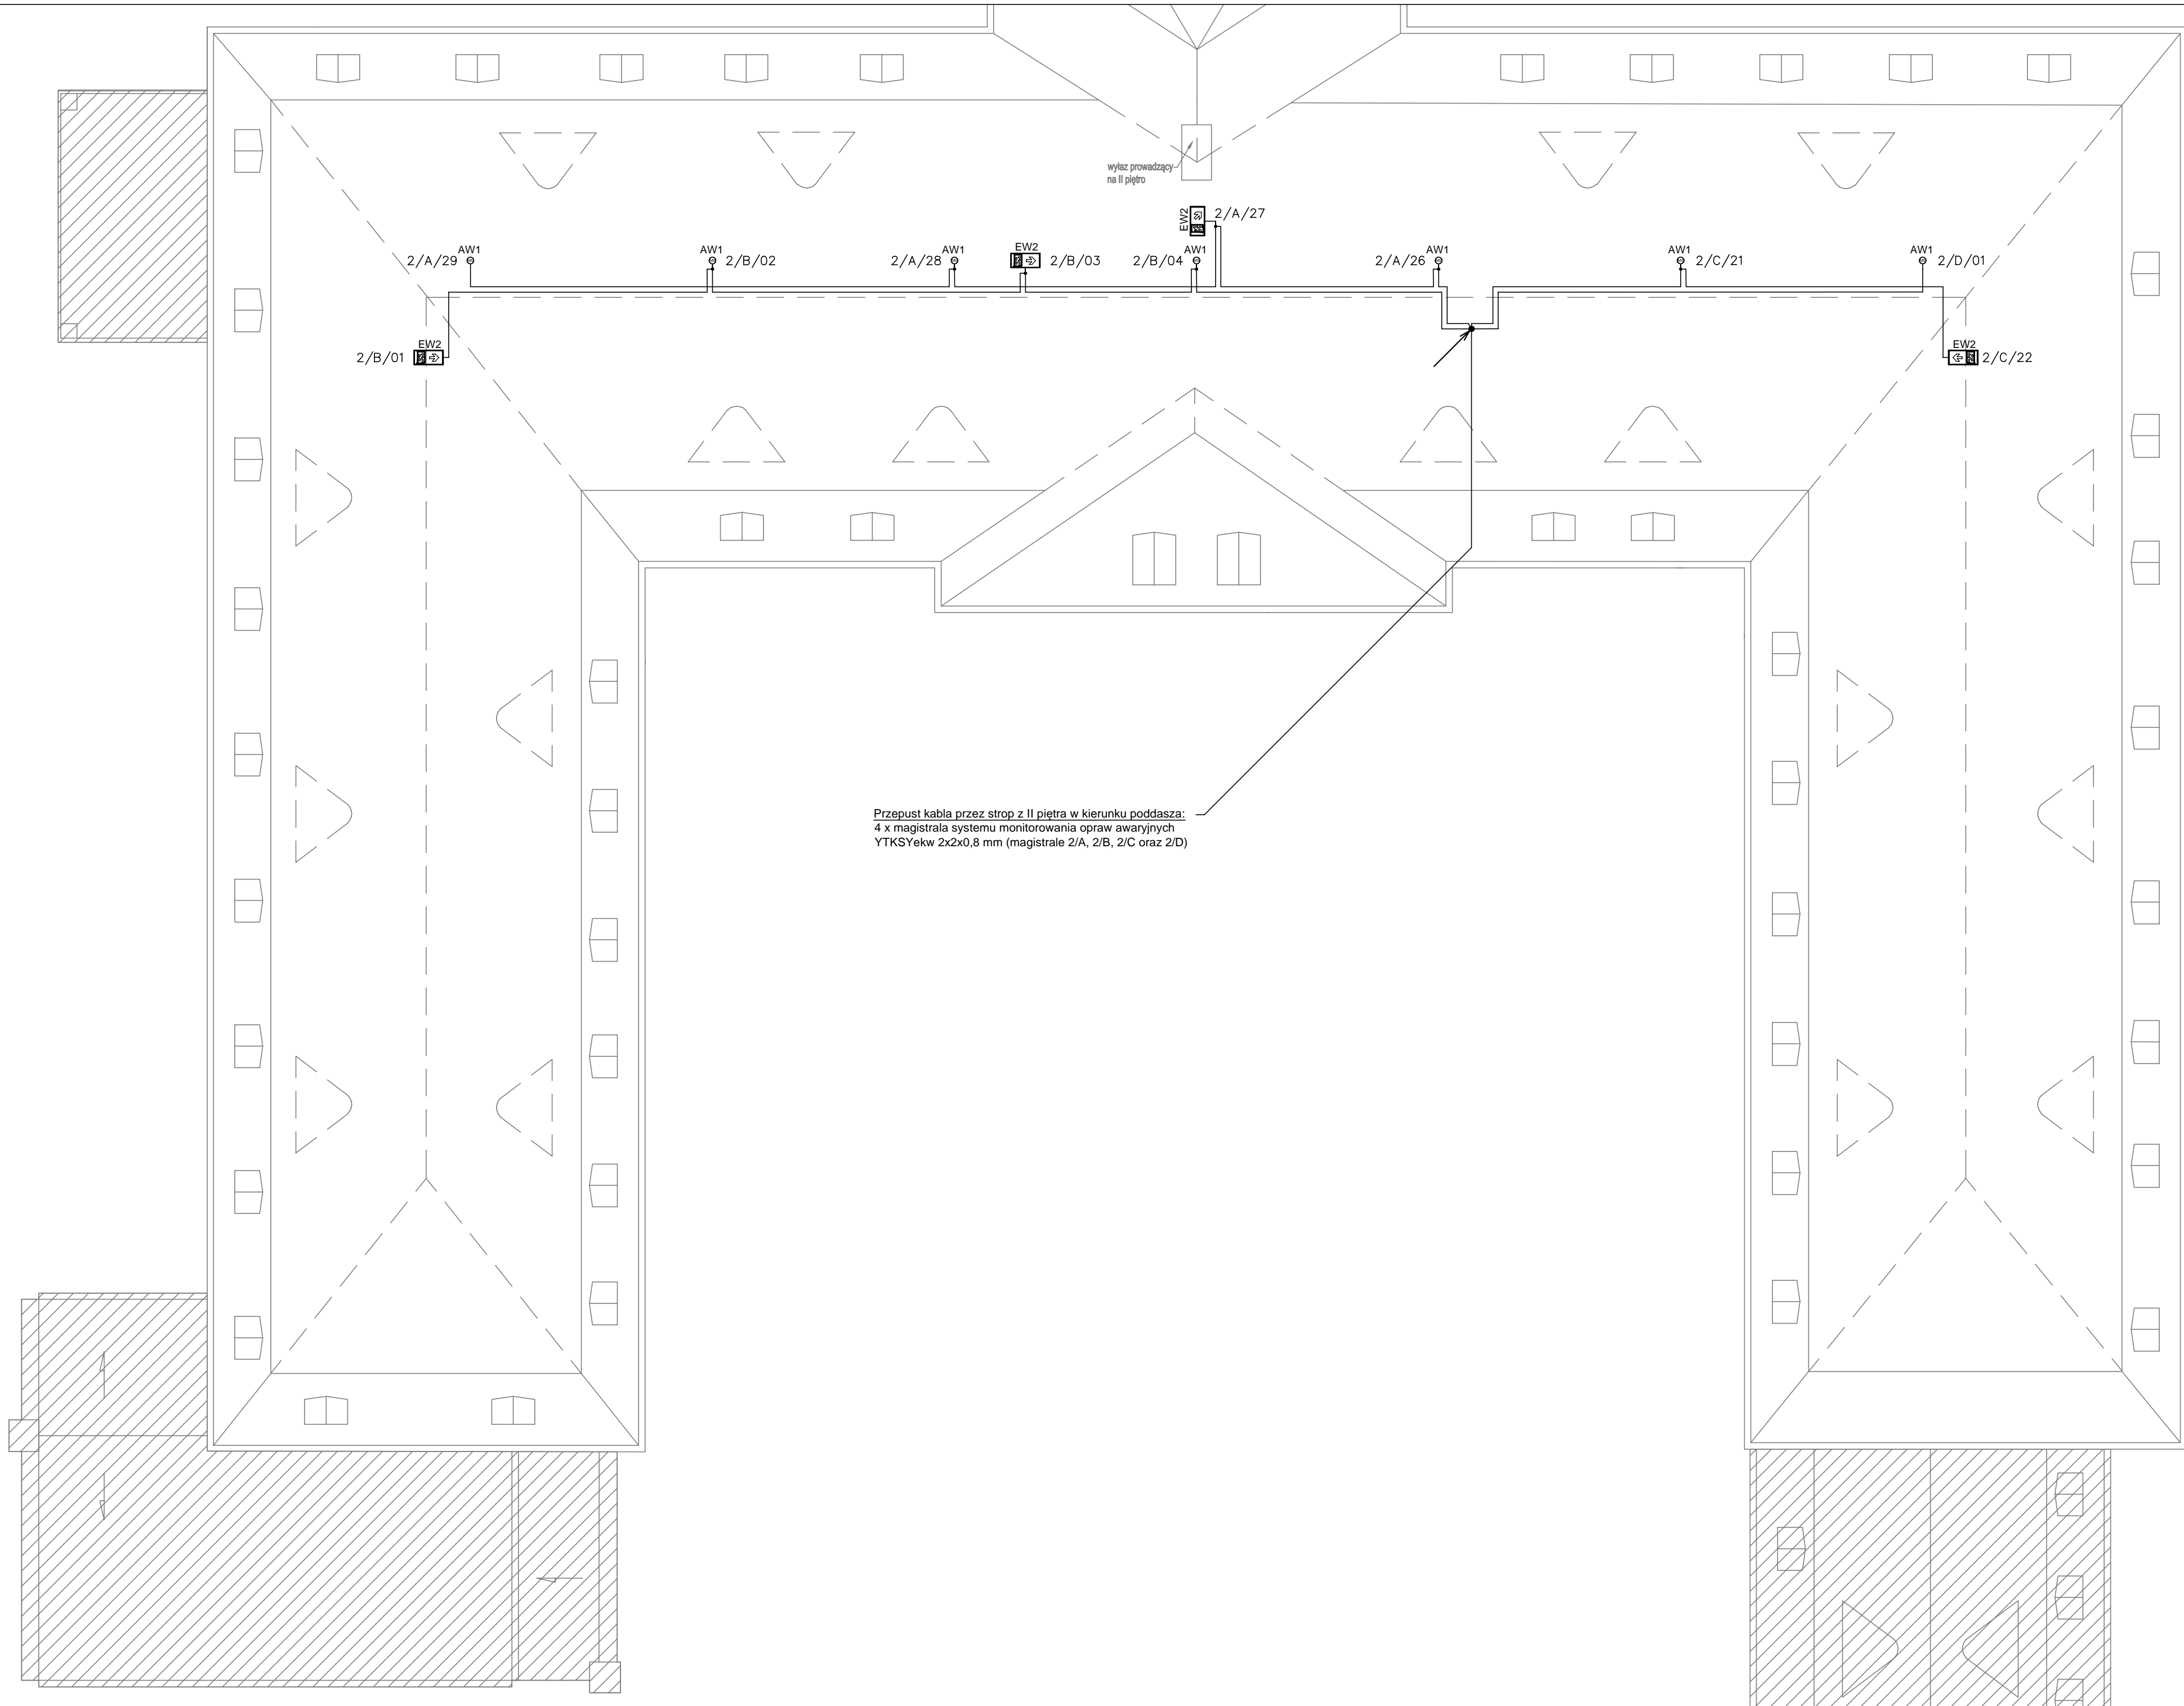 wyłaz prowadzący
na II piętro
EW2
2/A/27
AW1
2/A/29
AW1
2/B/02
AW1
2/A/28
EW2
2/B/03
AW1
2/B/04
AW1
2/A/26
AW1
2/C/21
AW1
2/D/01
EW2
2/B/01
EW2
2/C/22
Przepust kabla przez strop z II piętra w kierunku poddasza:
4 x magistrala systemu monitorowania opraw awaryjnych
YTKSYekw 2x2x0,8 mm (magistrale 2/A, 2/B, 2/C oraz 2/D)